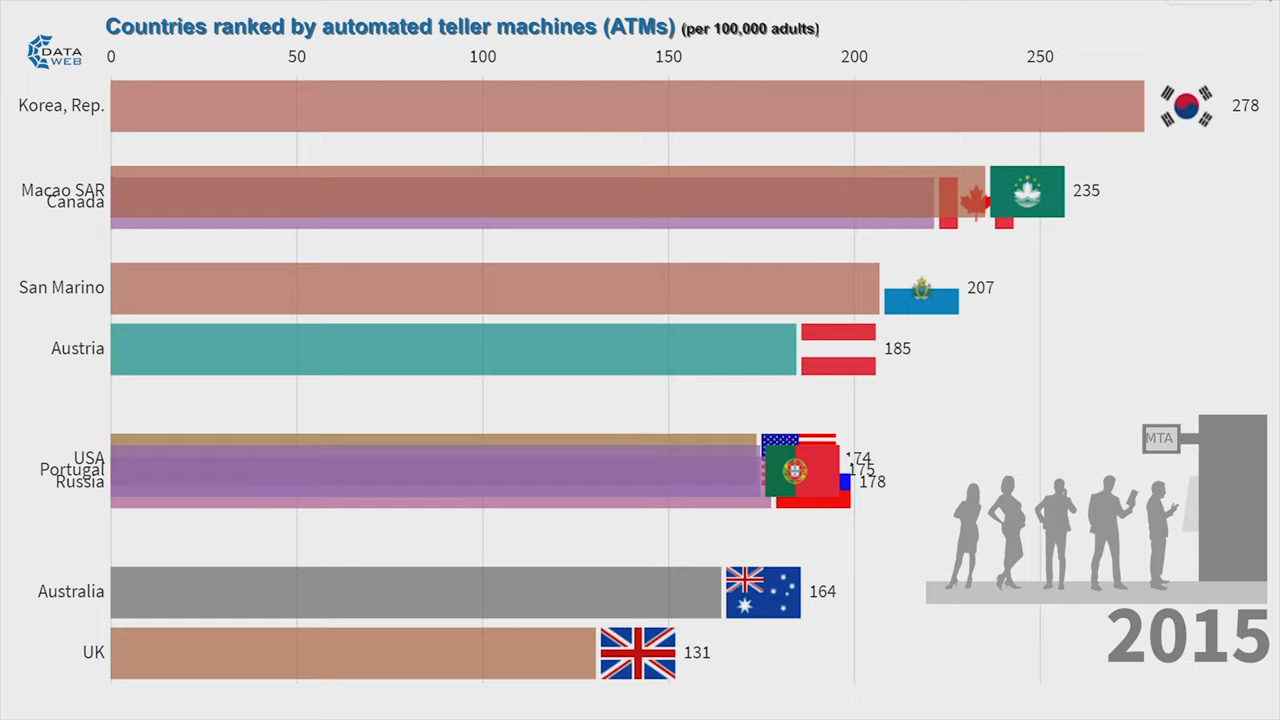 Countries ranked by automated teller machines (ATMs) (per 100,000 adults)
DATA
WEB
0 50 100 150 200 250
Korea, Rep. 278
Macao SAR 235
Canada
San Marino 207
Austria 185
MTA
USA 174
Portugal 175
Russia 178
Australia 164
UK 131
2015